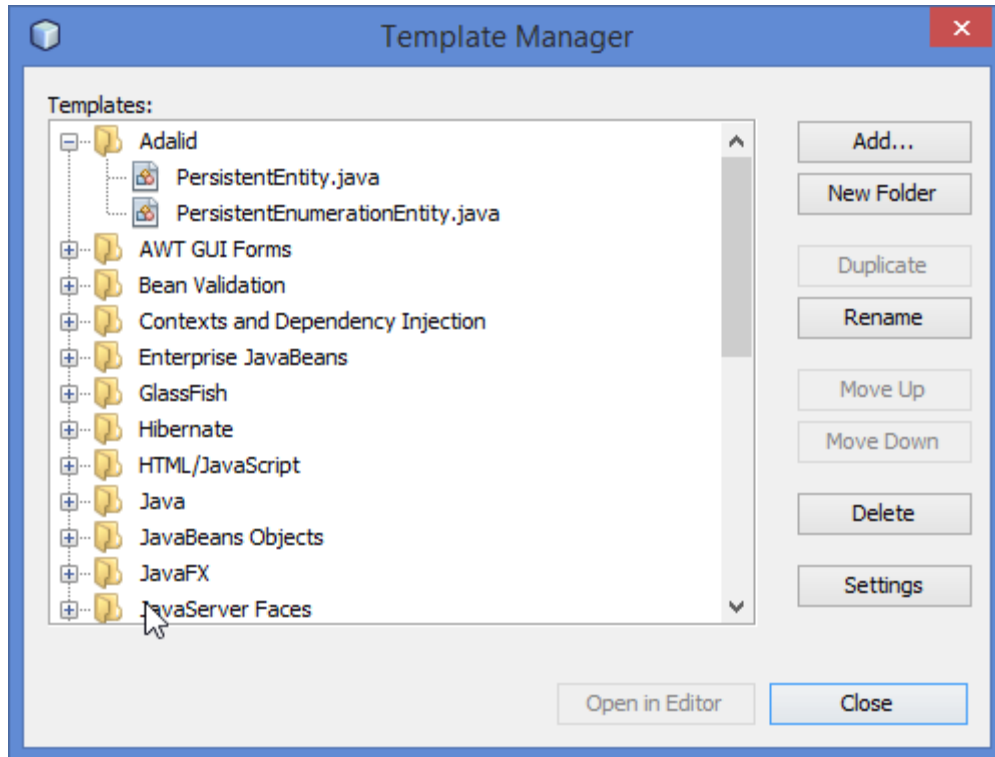 Template Manager
Templates:
Adalid
PersistentEntity.java
PersistentEnumerationEntity.java
AWT GUI Forms
Bean Validation
Contexts and Dependency Injection
Enterprise JavaBeans
GlassFish
Hibernate
HTML/JavaScript
Java
JavaBeans Objects
JavaFX
JavaServer Faces
Add...
New Folder
Duplicate
Rename
Move Up
Move Down
Delete
Settings
Open in Editor
Close